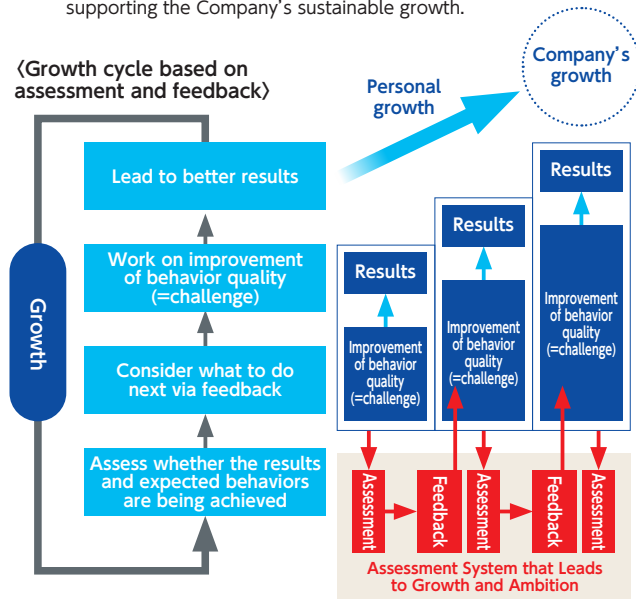 supporting the Company's sustainable growth.
〈Growth cycle based on
assessment and feedback〉
Growth
Lead to better results
Work on improvement
of behavior quality
(=challenge)
Consider what to do
next via feedback
Assess whether the results
and expected behaviors
are being achieved
Personal
growth
Company's
growth
Results
Improvement
of behavior
quality
(=challenge)
Results
Improvement
of behavior
quality
(=challenge)
Results
Improvement
of behavior
quality
(=challenge)
Assessment
Feedback
Assessment
Feedback
Assessment
Assessment System that Leads
to Growth and Ambition